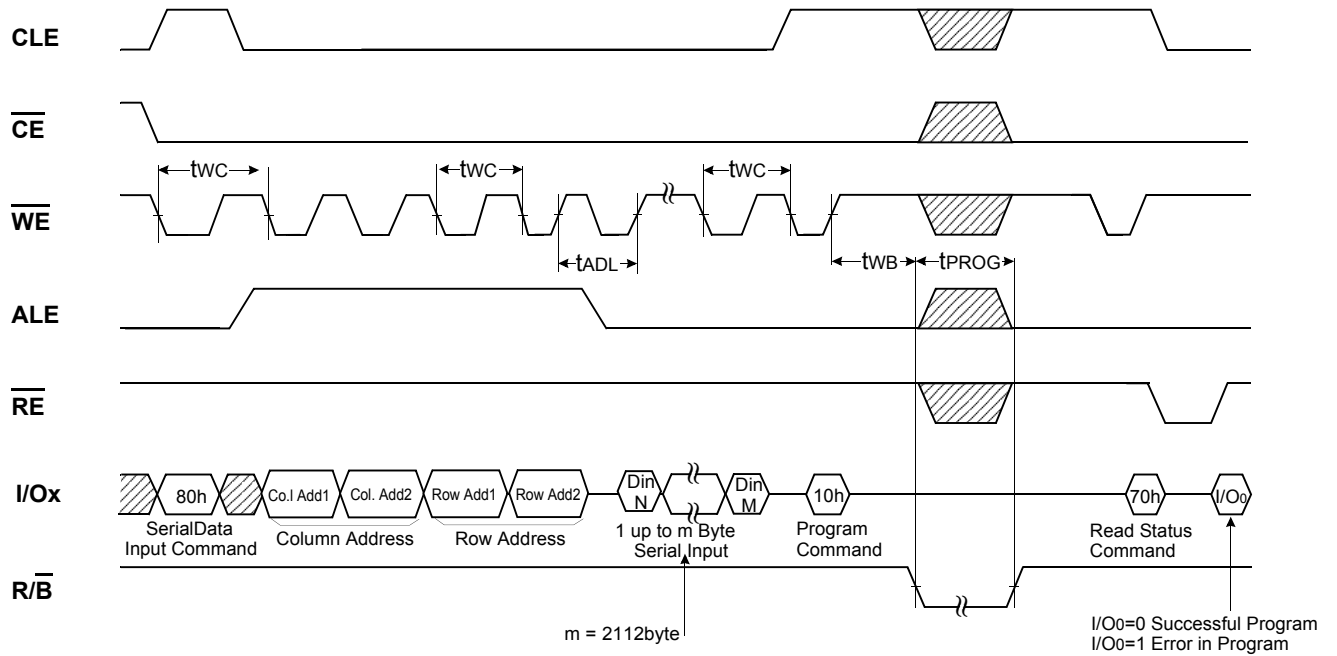 CLE
CE
tWC
tWC
tWC
WE
tADL
tWB
tPROG
ALE
RE
I/Ox
80h
Co.l Add1
Col. Add2
Row Add1
Row Add2
Din
N
Din
M
10h
70h
I/O0
SerialData
Input Command
Column Address
Row Address
1 up to m Byte
Serial Input
Program
Command
Read Status
Command
R/B
m = 2112byte
I/O0=0 Successful Program
I/O0=1 Error in Program